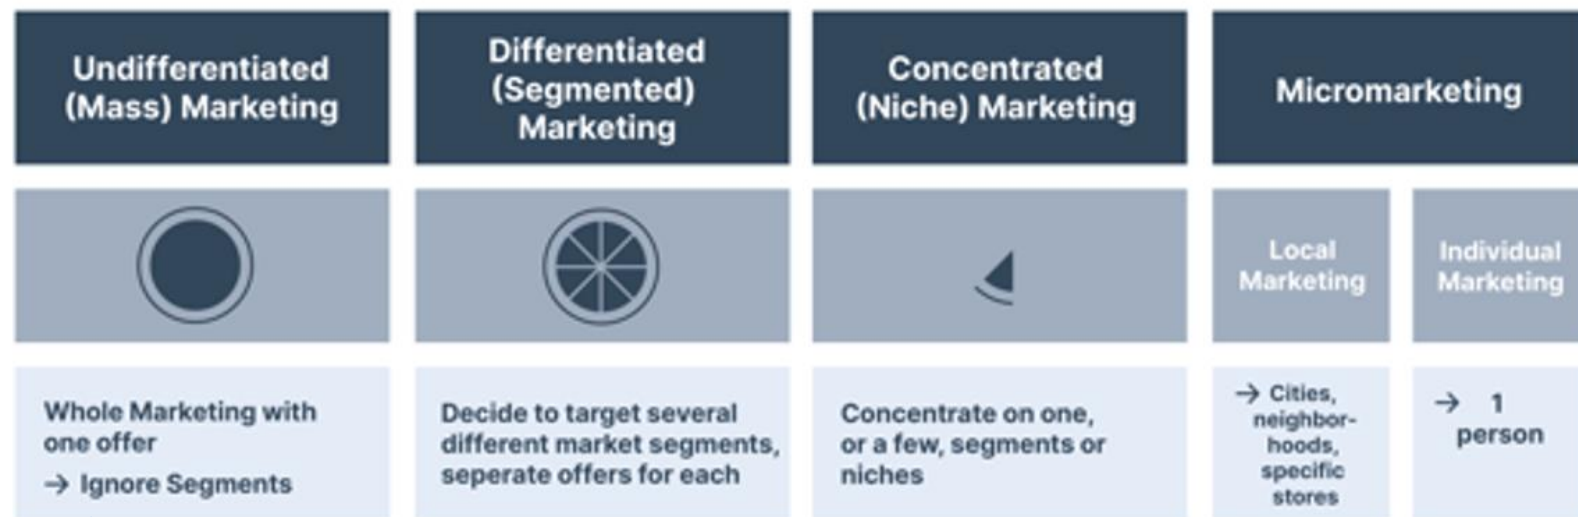 Undifferentiated
(Mass) Marketing
Differentiated
(Segmented)
Marketing
Concentrated
(Niche) Marketing
Micromarketing
Local
Marketing
Individual
Marketing
Whole Marketing with
one offer
→ Ignore Segments
Decide to target several
different market segments,
seperate offers for each
Concentrate on one,
or a few, segments or
niches
→ Cities,
neighbor-
hoods,
specific
stores
→ 1
person